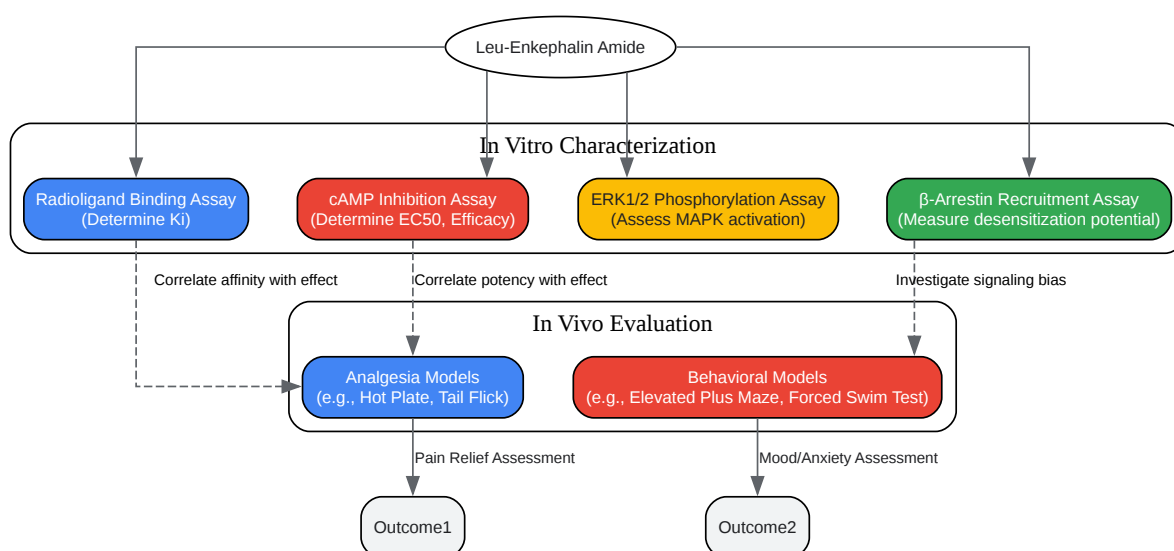 Leu-Enkephalin Amide
In Vitro Characterization
Radioligand Binding Assay
(Determine Ki)
cAMP Inhibition Assay
(Determine EC50, Efficacy)
ERK1/2 Phosphorylation Assay
(Assess MAPK activation)
β-Arrestin Recruitment Assay
(Measure desensitization potential)
Correlate affinity with effect
Correlate potency with effect
Investigate signaling bias
In Vivo Evaluation
Analgesia Models
(e.g., Hot Plate, Tail Flick)
Behavioral Models
(e.g., Elevated Plus Maze, Forced Swim Test)
Pain Relief Assessment
Mood/Anxiety Assessment
Outcome1
Outcome2